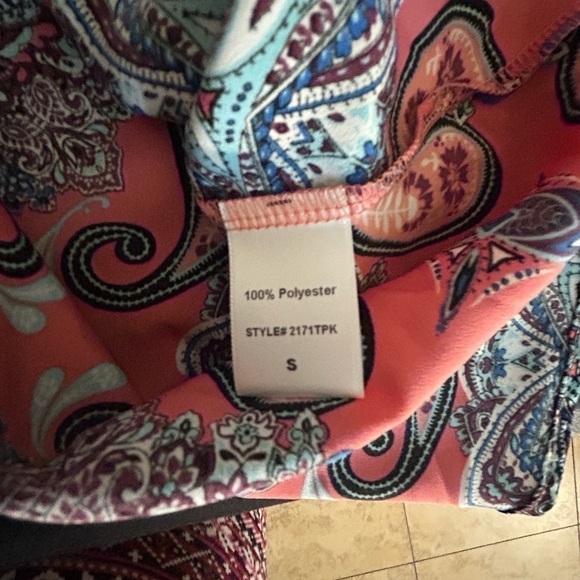 100% Polyester
STYLE# 2171TPK
S